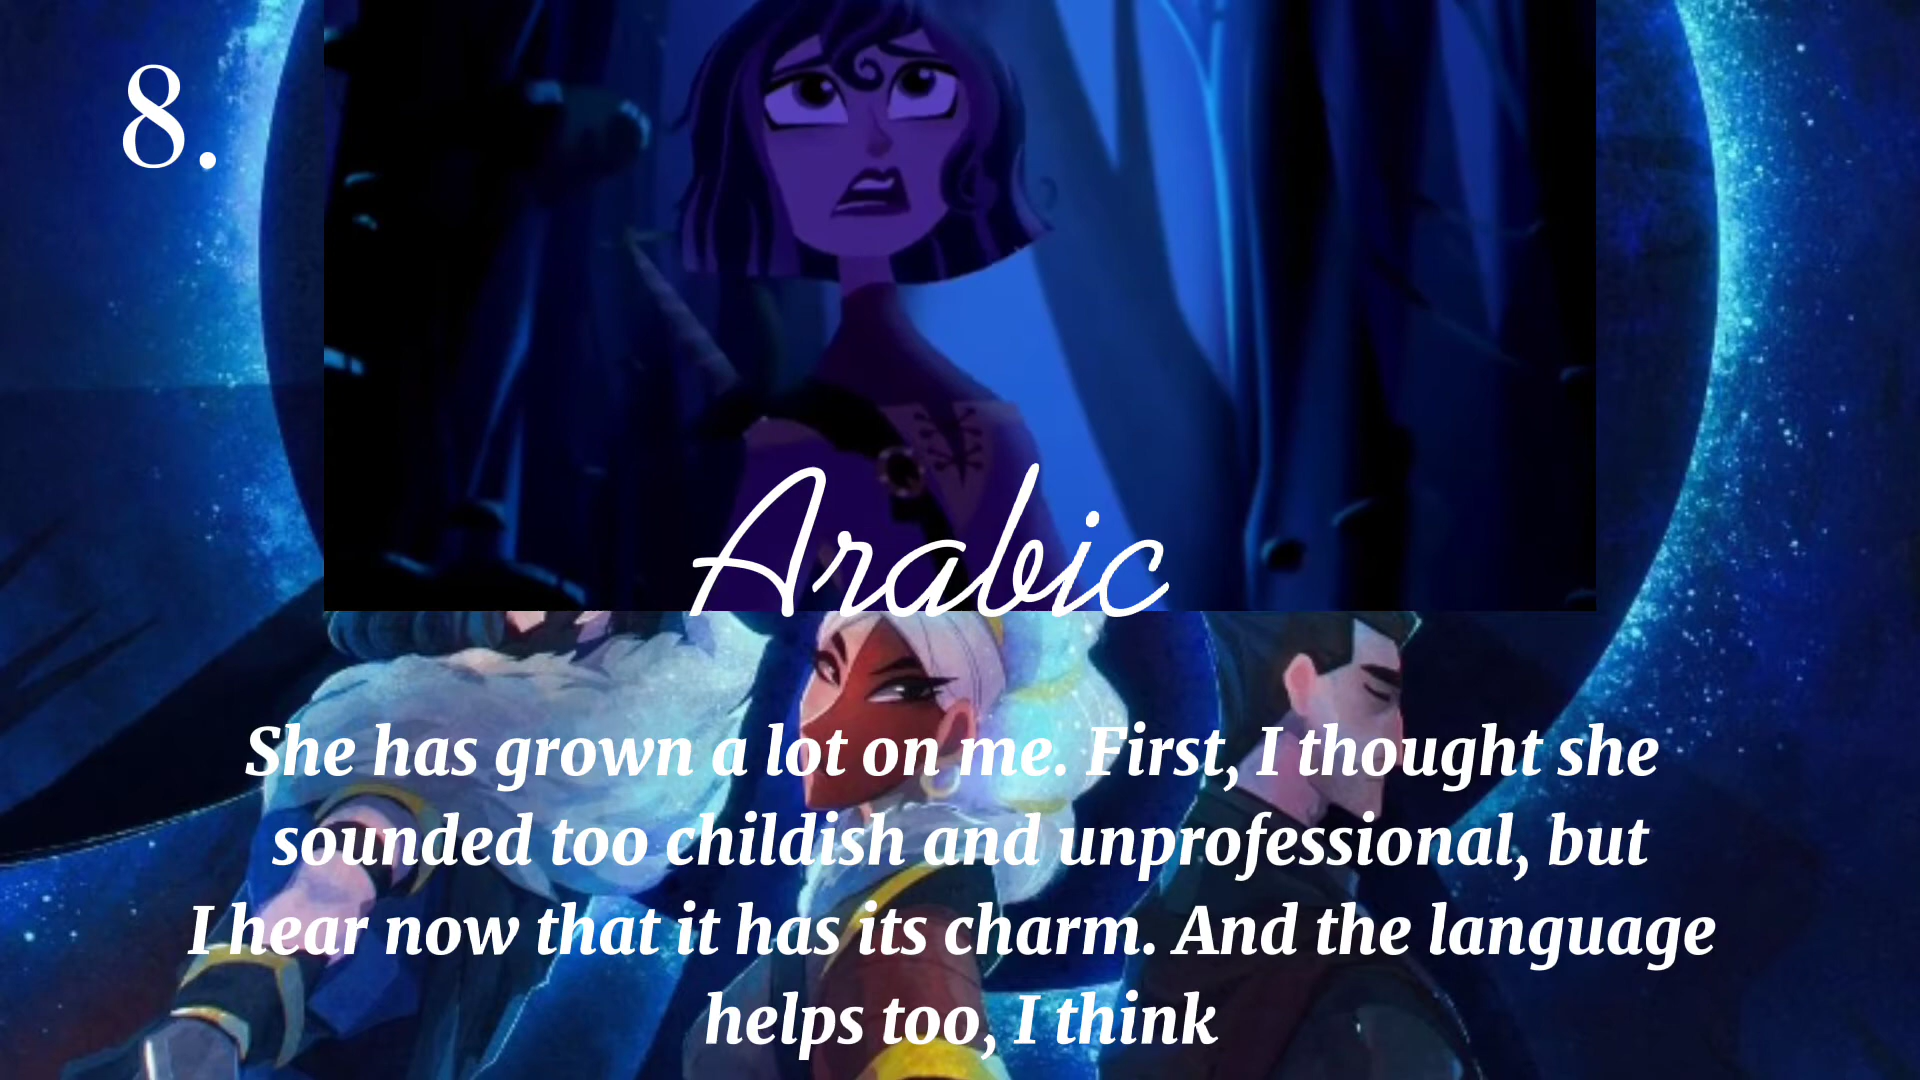 8.
Arabic
She has grown a lot on me. First, I thought she
sounded too childish and unprofessional, but
I hear now that it has its charm. And the language
helps too, I think